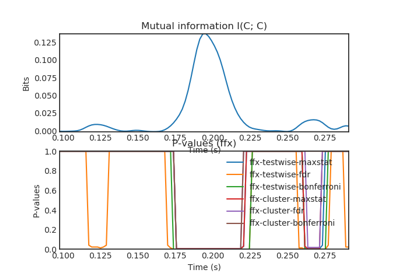 Mutual information I(C; C)
0.125
0.100
0.075
0.050
0.025
0.000
Bits
0.100 0.125 0.150 0.175 0.200 0.225 0.250 0.275
Time (s)
P-values (ffx)
1.0
0.8
0.6
0.4
0.2
0.0
P-values
ffx-testwise-maxstat
ffx-testwise-fdr
ffx-testwise-bonferroni
ffx-cluster-maxstat
ffx-cluster-fdr
ffx-cluster-bonferroni
0.100 0.125 0.150 0.175 0.200 0.225 0.250 0.275
Time (s)